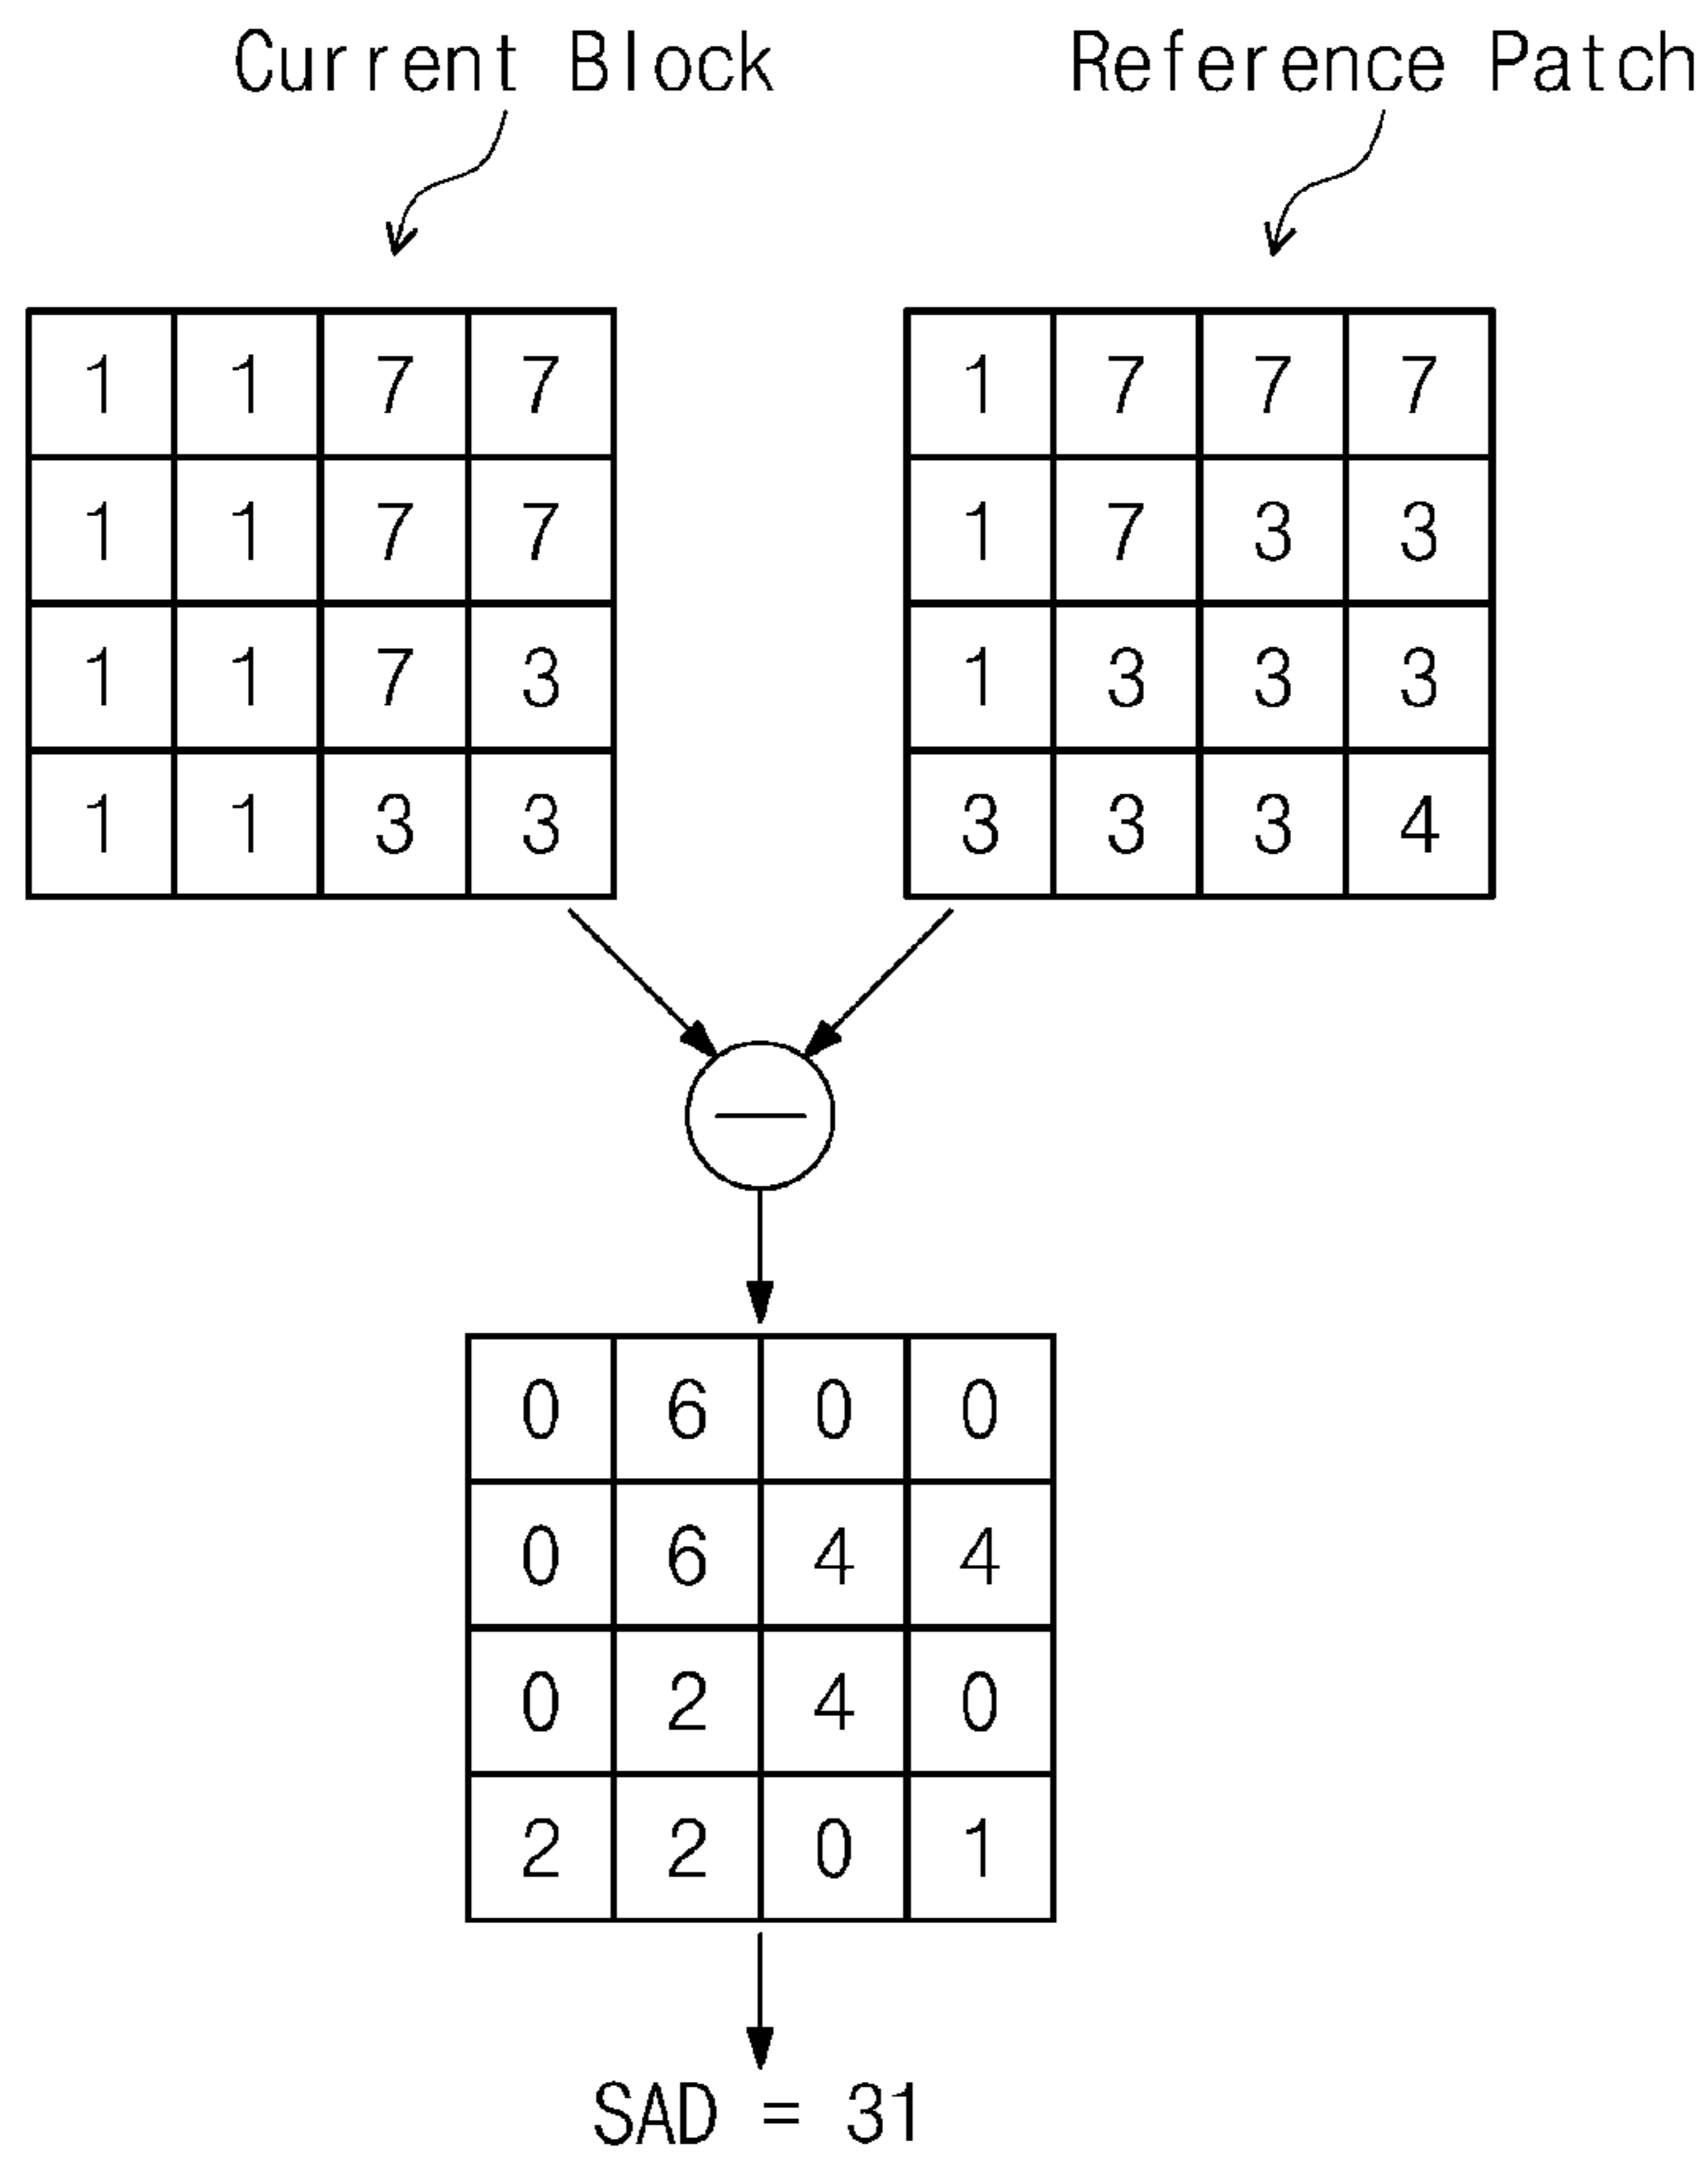 Current Block
Reference Patch
1 1 7 7
1 7 7 7
1 1 7 7
1 7 3 3
1 1 7 3
1 3 3 3
1 1 3 3
3 3 3 4
0 6 0 0
0 6 4 4
0 2 4 0
2 2 0 1
SAD = 31